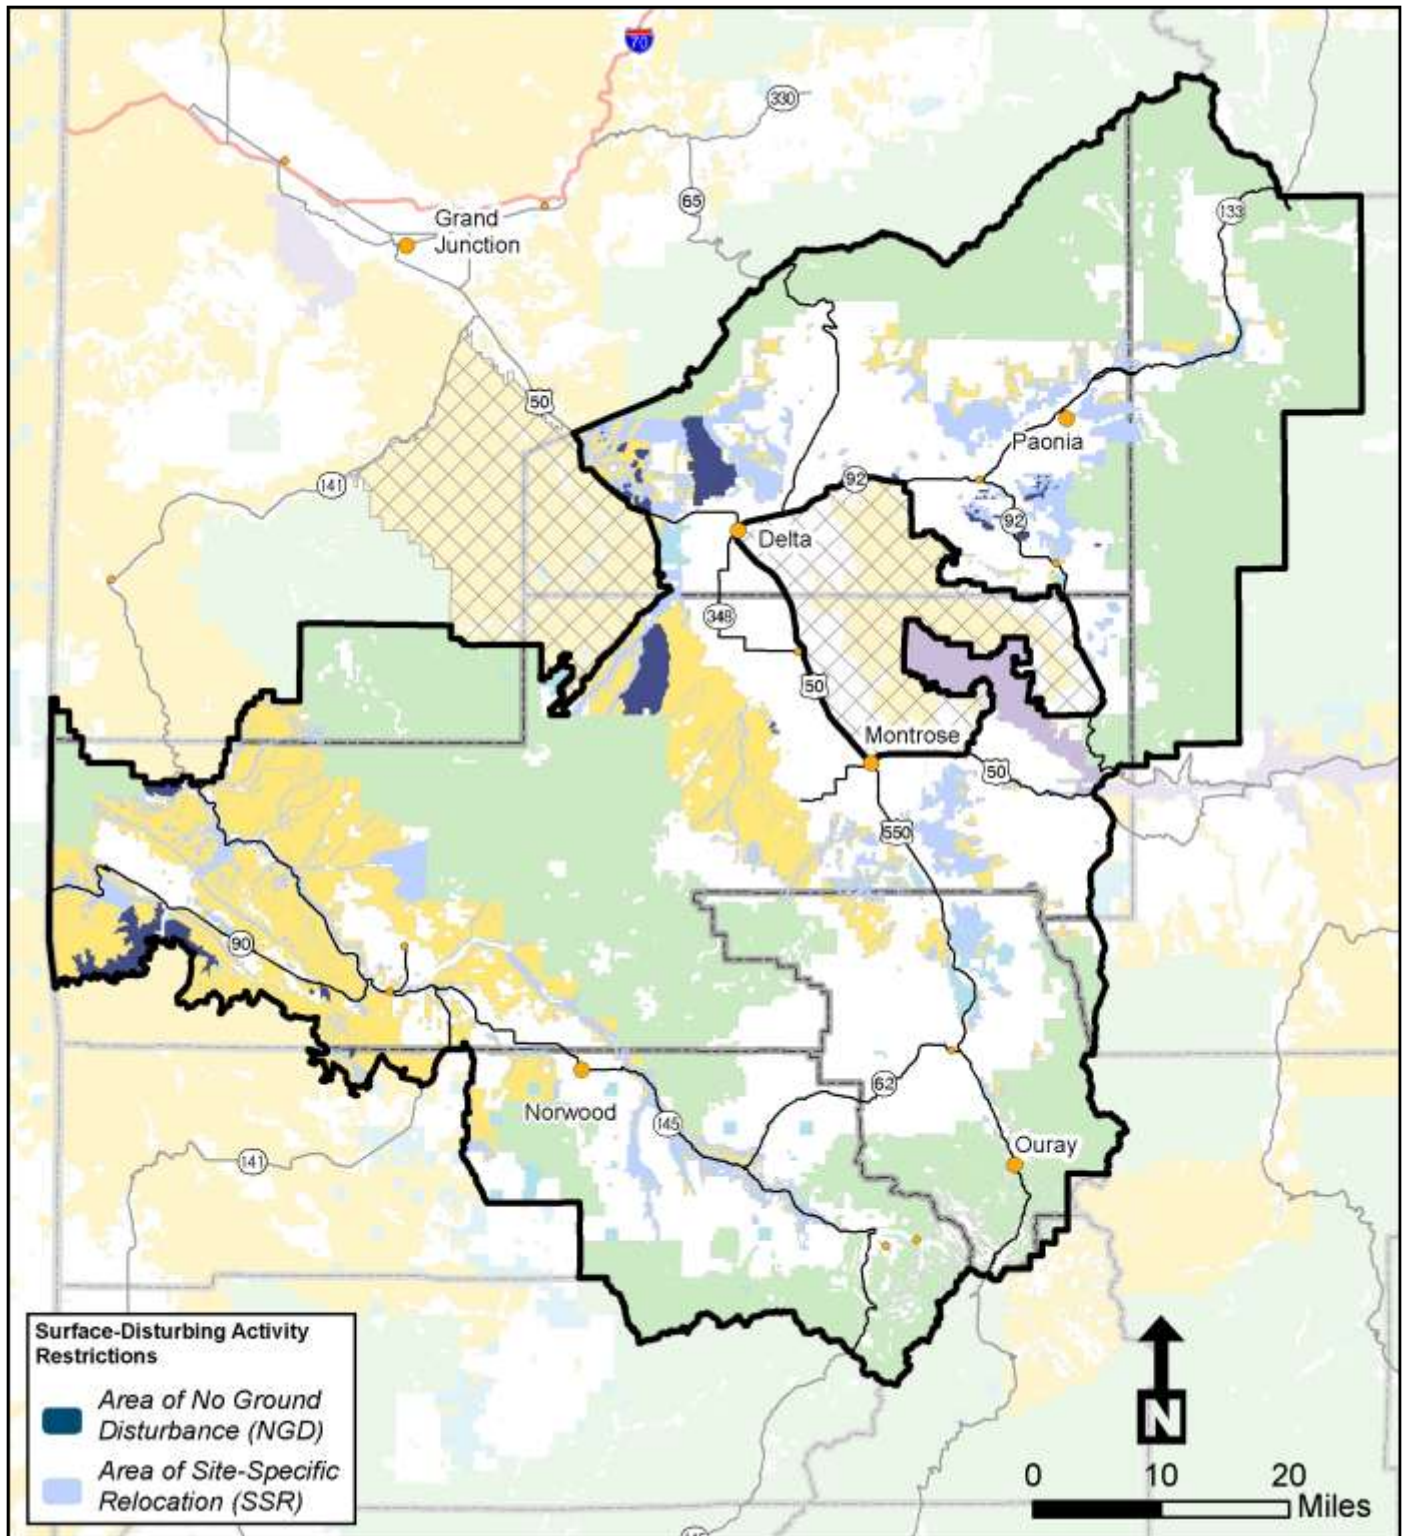 70
330
65
133
Grand
Junction
50
141
Paonia
92
92
Delta
348
50
Montrose
50
550
90
Norwood
145
62
Ouray
141
Surface-Disturbing Activity
Restrictions
Area of No Ground
Disturbance (NGD)
Area of Site-Specific
Relocation (SSR)
N
0 10 20
Miles